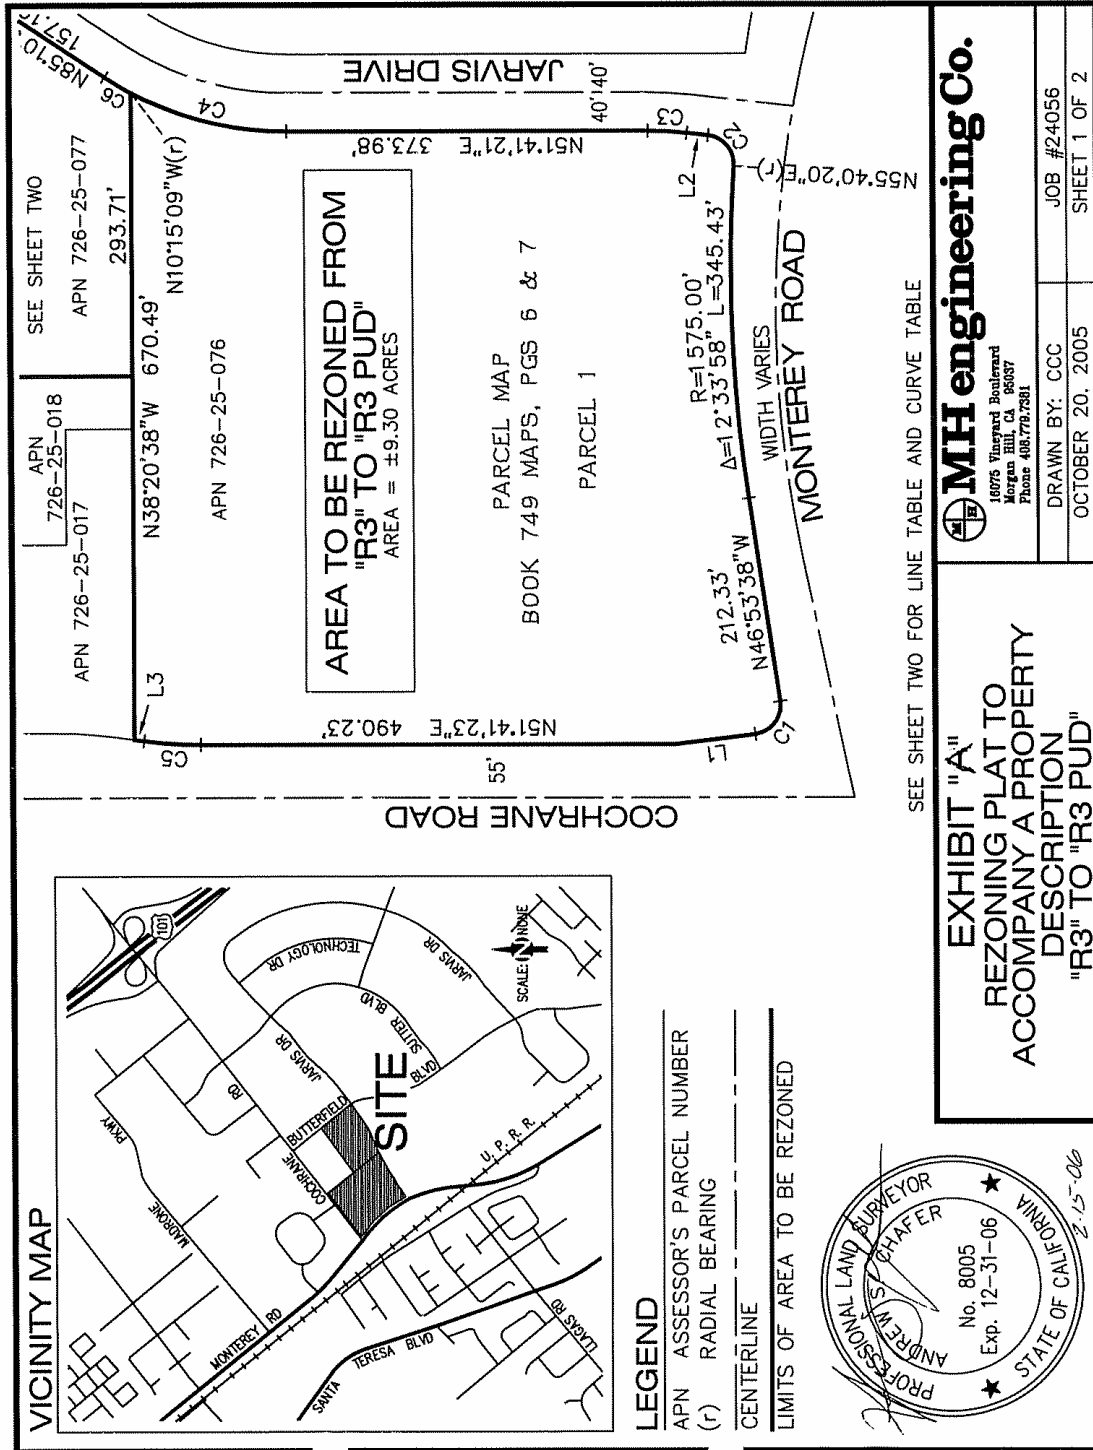 VICINITY MAP
MADRONE
PKWY
RD
COCHRANE
BUTTERFIELD
BLVD
JARVIS DR
SUTTER BLVD
TECHNOLOGY DR
JARVIS DR
101
SITE
MONTEREY RD
U.P.R.R.
SANTA TERESA BLVD
LLAGAS RD
SCALE: NONE
N
LEGEND
APN ASSESSOR'S PARCEL NUMBER
(r) RADIAL BEARING
CENTERLINE
LIMITS OF AREA TO BE REZONED
PROFESSIONAL LAND SURVEYOR
ANDREW S. CHAFER
No. 8005
Exp. 12-31-06
STATE OF CALIFORNIA
2-15-06
COCHRANE ROAD
55'
N51°41'23"E 490.23'
C5
L3
L1
C1
APN 726-25-017
APN
726-25-018
SEE SHEET TWO
APN 726-25-077
293.71'
N38°20'38"W 670.49'
N10°15'09"W(r)
APN 726-25-076
AREA TO BE REZONED FROM
"R3" TO "R3 PUD"
AREA = ±9.30 ACRES
PARCEL MAP
BOOK 749 MAPS, PGS 6 & 7
PARCEL 1
N85°10'
157.1
C6
C4
JARVIS DRIVE
N51°41'21"E 373.98'
40' 40'
C3
L2
C2
N55°40'20"E(r)
R=1575.00'
Δ=12°33'58" L=345.43'
212.33'
N46°53'38"W
WIDTH VARIES
MONTEREY ROAD
SEE SHEET TWO FOR LINE TABLE AND CURVE TABLE
EXHIBIT "A"
REZONING PLAT TO
ACCOMPANY A PROPERTY
DESCRIPTION
"R3" TO "R3 PUD"
M H
MH engineering Co.
16075 Vineyard Boulevard
Morgan Hill, CA 95037
Phone 408.779.7381
DRAWN BY: CCC
JOB #24056
OCTOBER 20, 2005
SHEET 1 OF 2